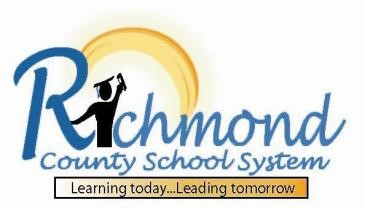 Richmond
County School System
Learning today...Leading tomorrow